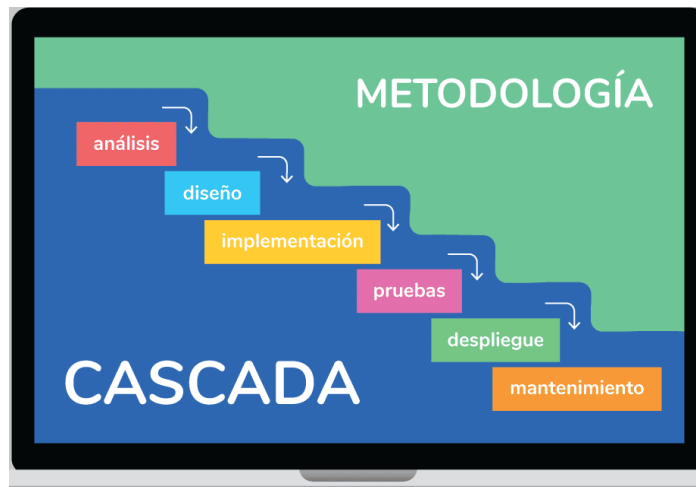 METODOLOGÍA
análisis
diseño
implementación
pruebas
despliegue
mantenimiento
CASCADA